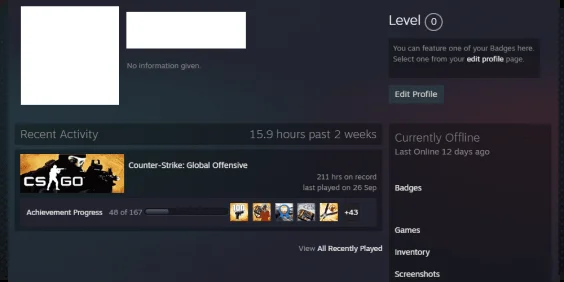 Level 0
No information given.
You can feature one of your Badges here.
Select one from your edit profile page.
Edit Profile
Recent Activity 15.9 hours past 2 weeks
CS GO
Counter-Strike: Global Offensive
211 hrs on record
last played on 26 Sep
Achievement Progress 48 of 167
100
+43
View All Recently Played
Currently Offline
Last Online 12 days ago
Badges
Games
Inventory
Screenshots